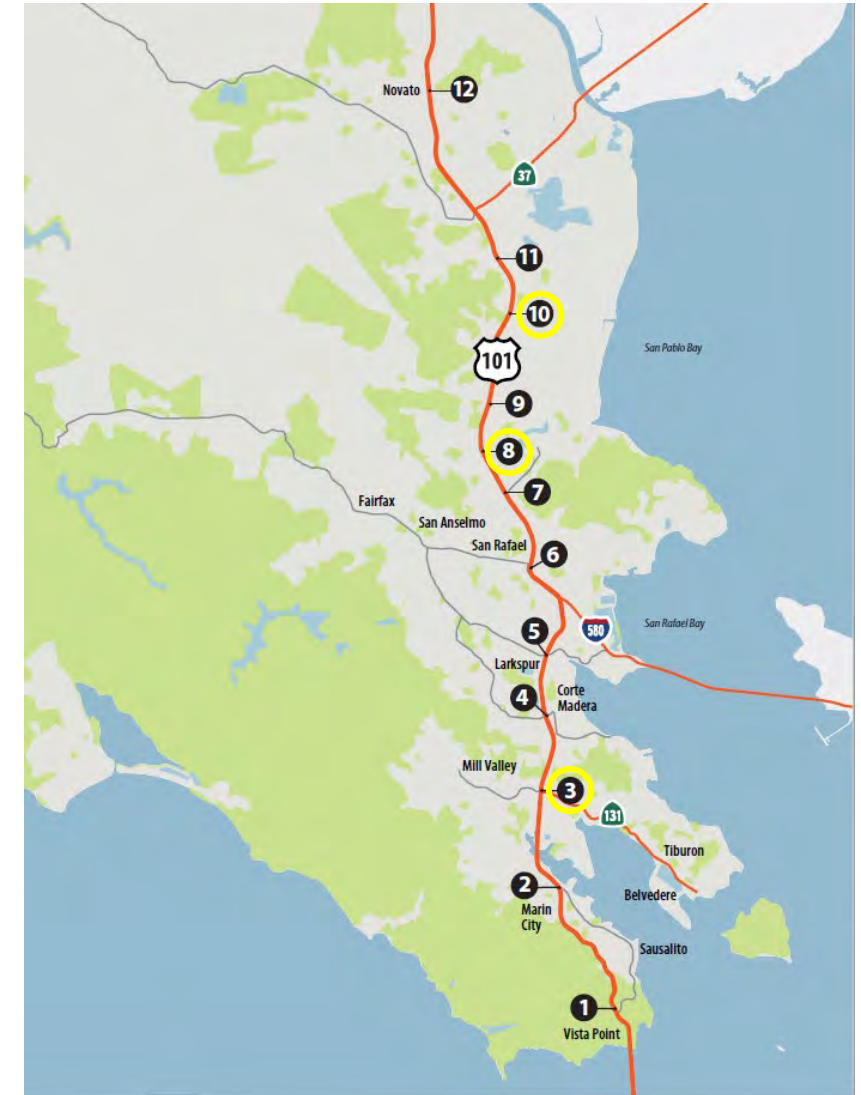 Novato
12
37
11
10
San Pablo Bay
101
9
8
7
Fairfax
San Anselmo
San Rafael
6
San Rafael Bay
580
5
Larkspur
4
Corte
Madera
Mill Valley
3
131
Tiburon
2
Belvedere
Marin
City
Sausalito
1
Vista Point